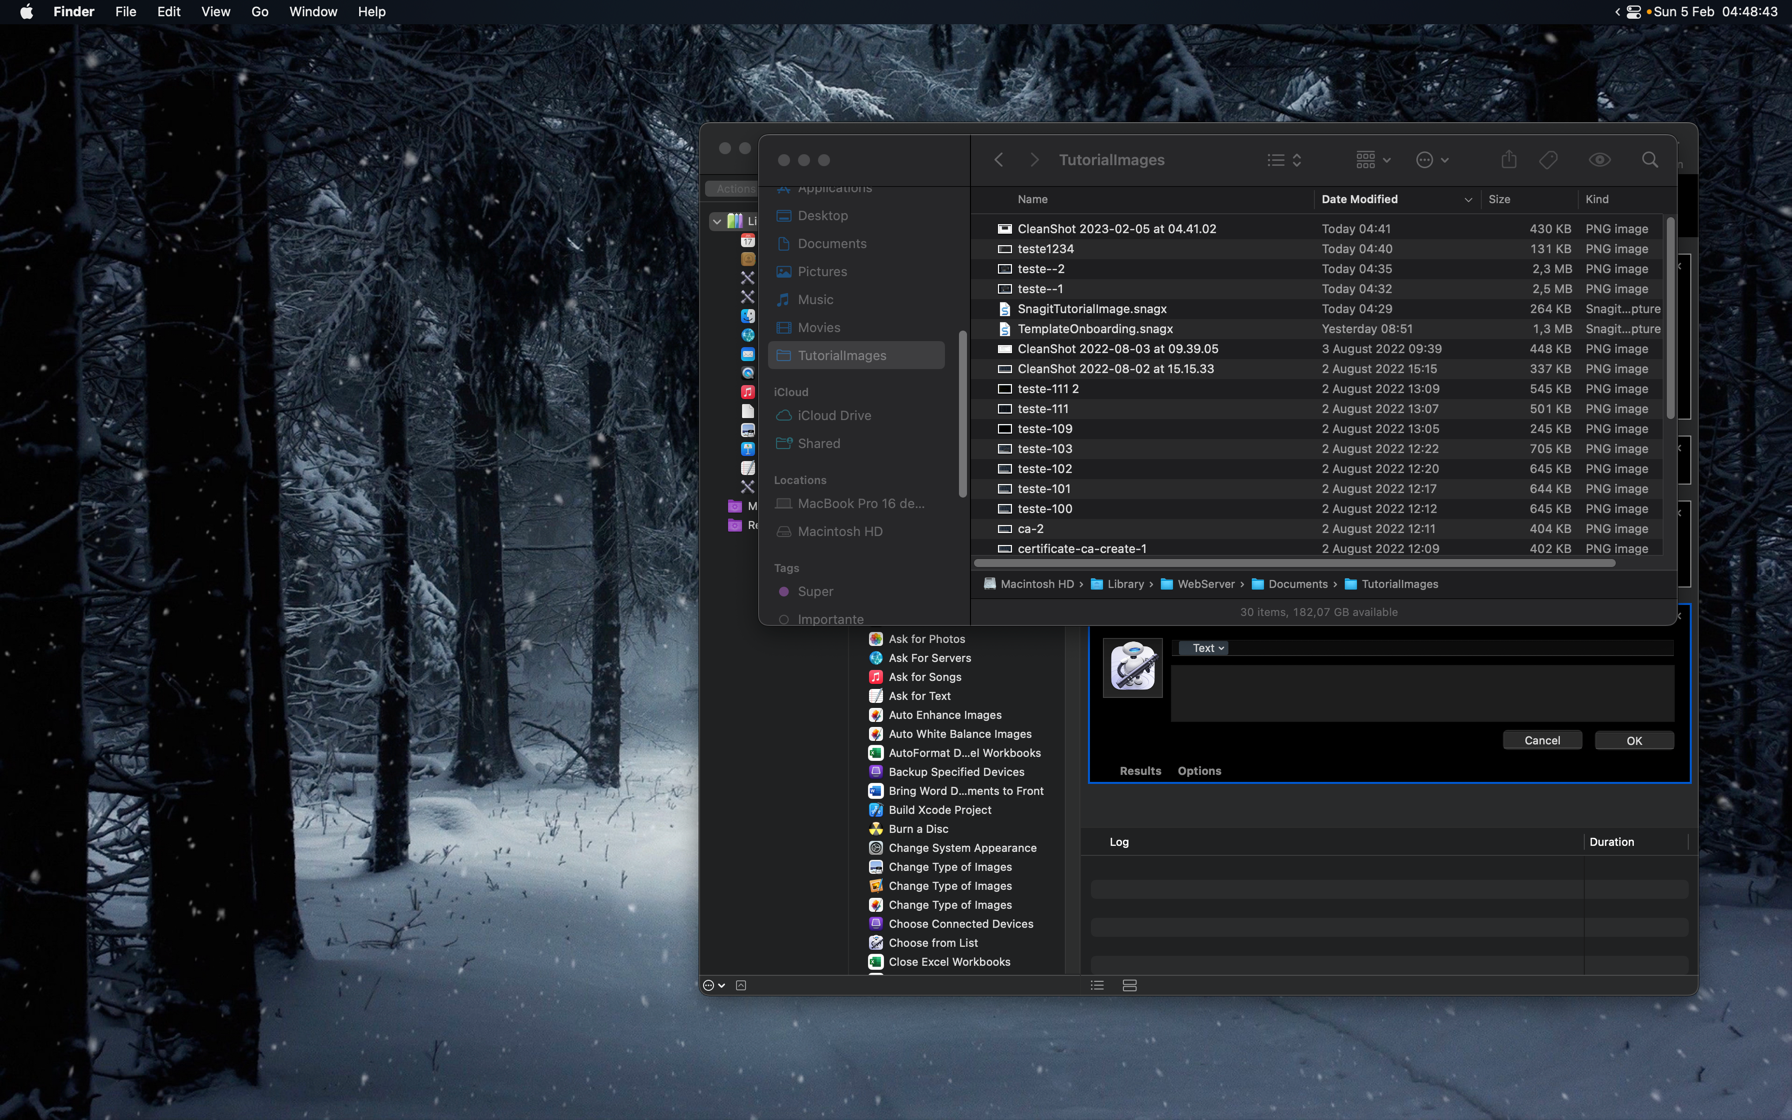 Finder File Edit View Go Window Help
Sun 5 Feb 04:48:43
TutorialImages
Actions
Applications
Desktop
Documents
Pictures
Music
Movies
TutorialImages
iCloud
iCloud Drive
Shared
Locations
MacBook Pro 16 de...
Macintosh HD
Tags
Super
Importante
Name Date Modified Size Kind
CleanShot 2023-02-05 at 04.41.02 Today 04:41 430 KB PNG image
teste1234 Today 04:40 131 KB PNG image
teste--2 Today 04:35 2,3 MB PNG image
teste--1 Today 04:32 2,5 MB PNG image
SnagitTutorialImage.snagx Today 04:29 264 KB Snagit...pture
TemplateOnboarding.snagx Yesterday 08:51 1,3 MB Snagit...pture
CleanShot 2022-08-03 at 09.39.05 3 August 2022 09:39 448 KB PNG image
CleanShot 2022-08-02 at 15.15.33 2 August 2022 15:15 337 KB PNG image
teste-111 2 2 August 2022 13:09 545 KB PNG image
teste-111 2 August 2022 13:07 501 KB PNG image
teste-109 2 August 2022 13:05 245 KB PNG image
teste-103 2 August 2022 12:22 705 KB PNG image
teste-102 2 August 2022 12:20 645 KB PNG image
teste-101 2 August 2022 12:17 644 KB PNG image
teste-100 2 August 2022 12:12 645 KB PNG image
ca-2 2 August 2022 12:11 404 KB PNG image
certificate-ca-create-1 2 August 2022 12:09 402 KB PNG image
Macintosh HD › Library › WebServer › Documents › TutorialImages
30 items, 182,07 GB available
Li
17
M
Re
Ask for Photos
Ask For Servers
Ask for Songs
Ask for Text
Auto Enhance Images
Auto White Balance Images
AutoFormat D...el Workbooks
Backup Specified Devices
Bring Word D...ments to Front
Build Xcode Project
Burn a Disc
Change System Appearance
Change Type of Images
Change Type of Images
Change Type of Images
Choose Connected Devices
Choose from List
Close Excel Workbooks
Text
Cancel OK
Results Options
Log Duration